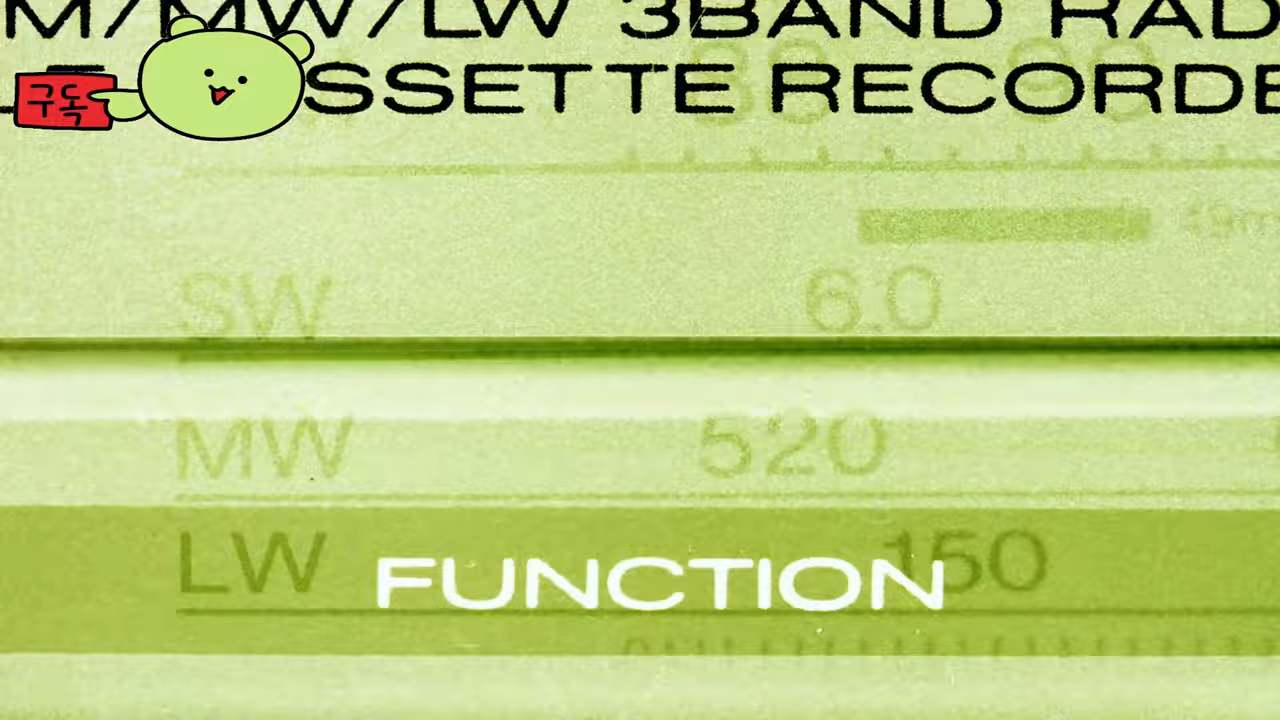 M/MW/LW 3BAND RAD
SSETTE RECORDE
구독
SW 6.0
MW 520
LW 150
FUNCTION